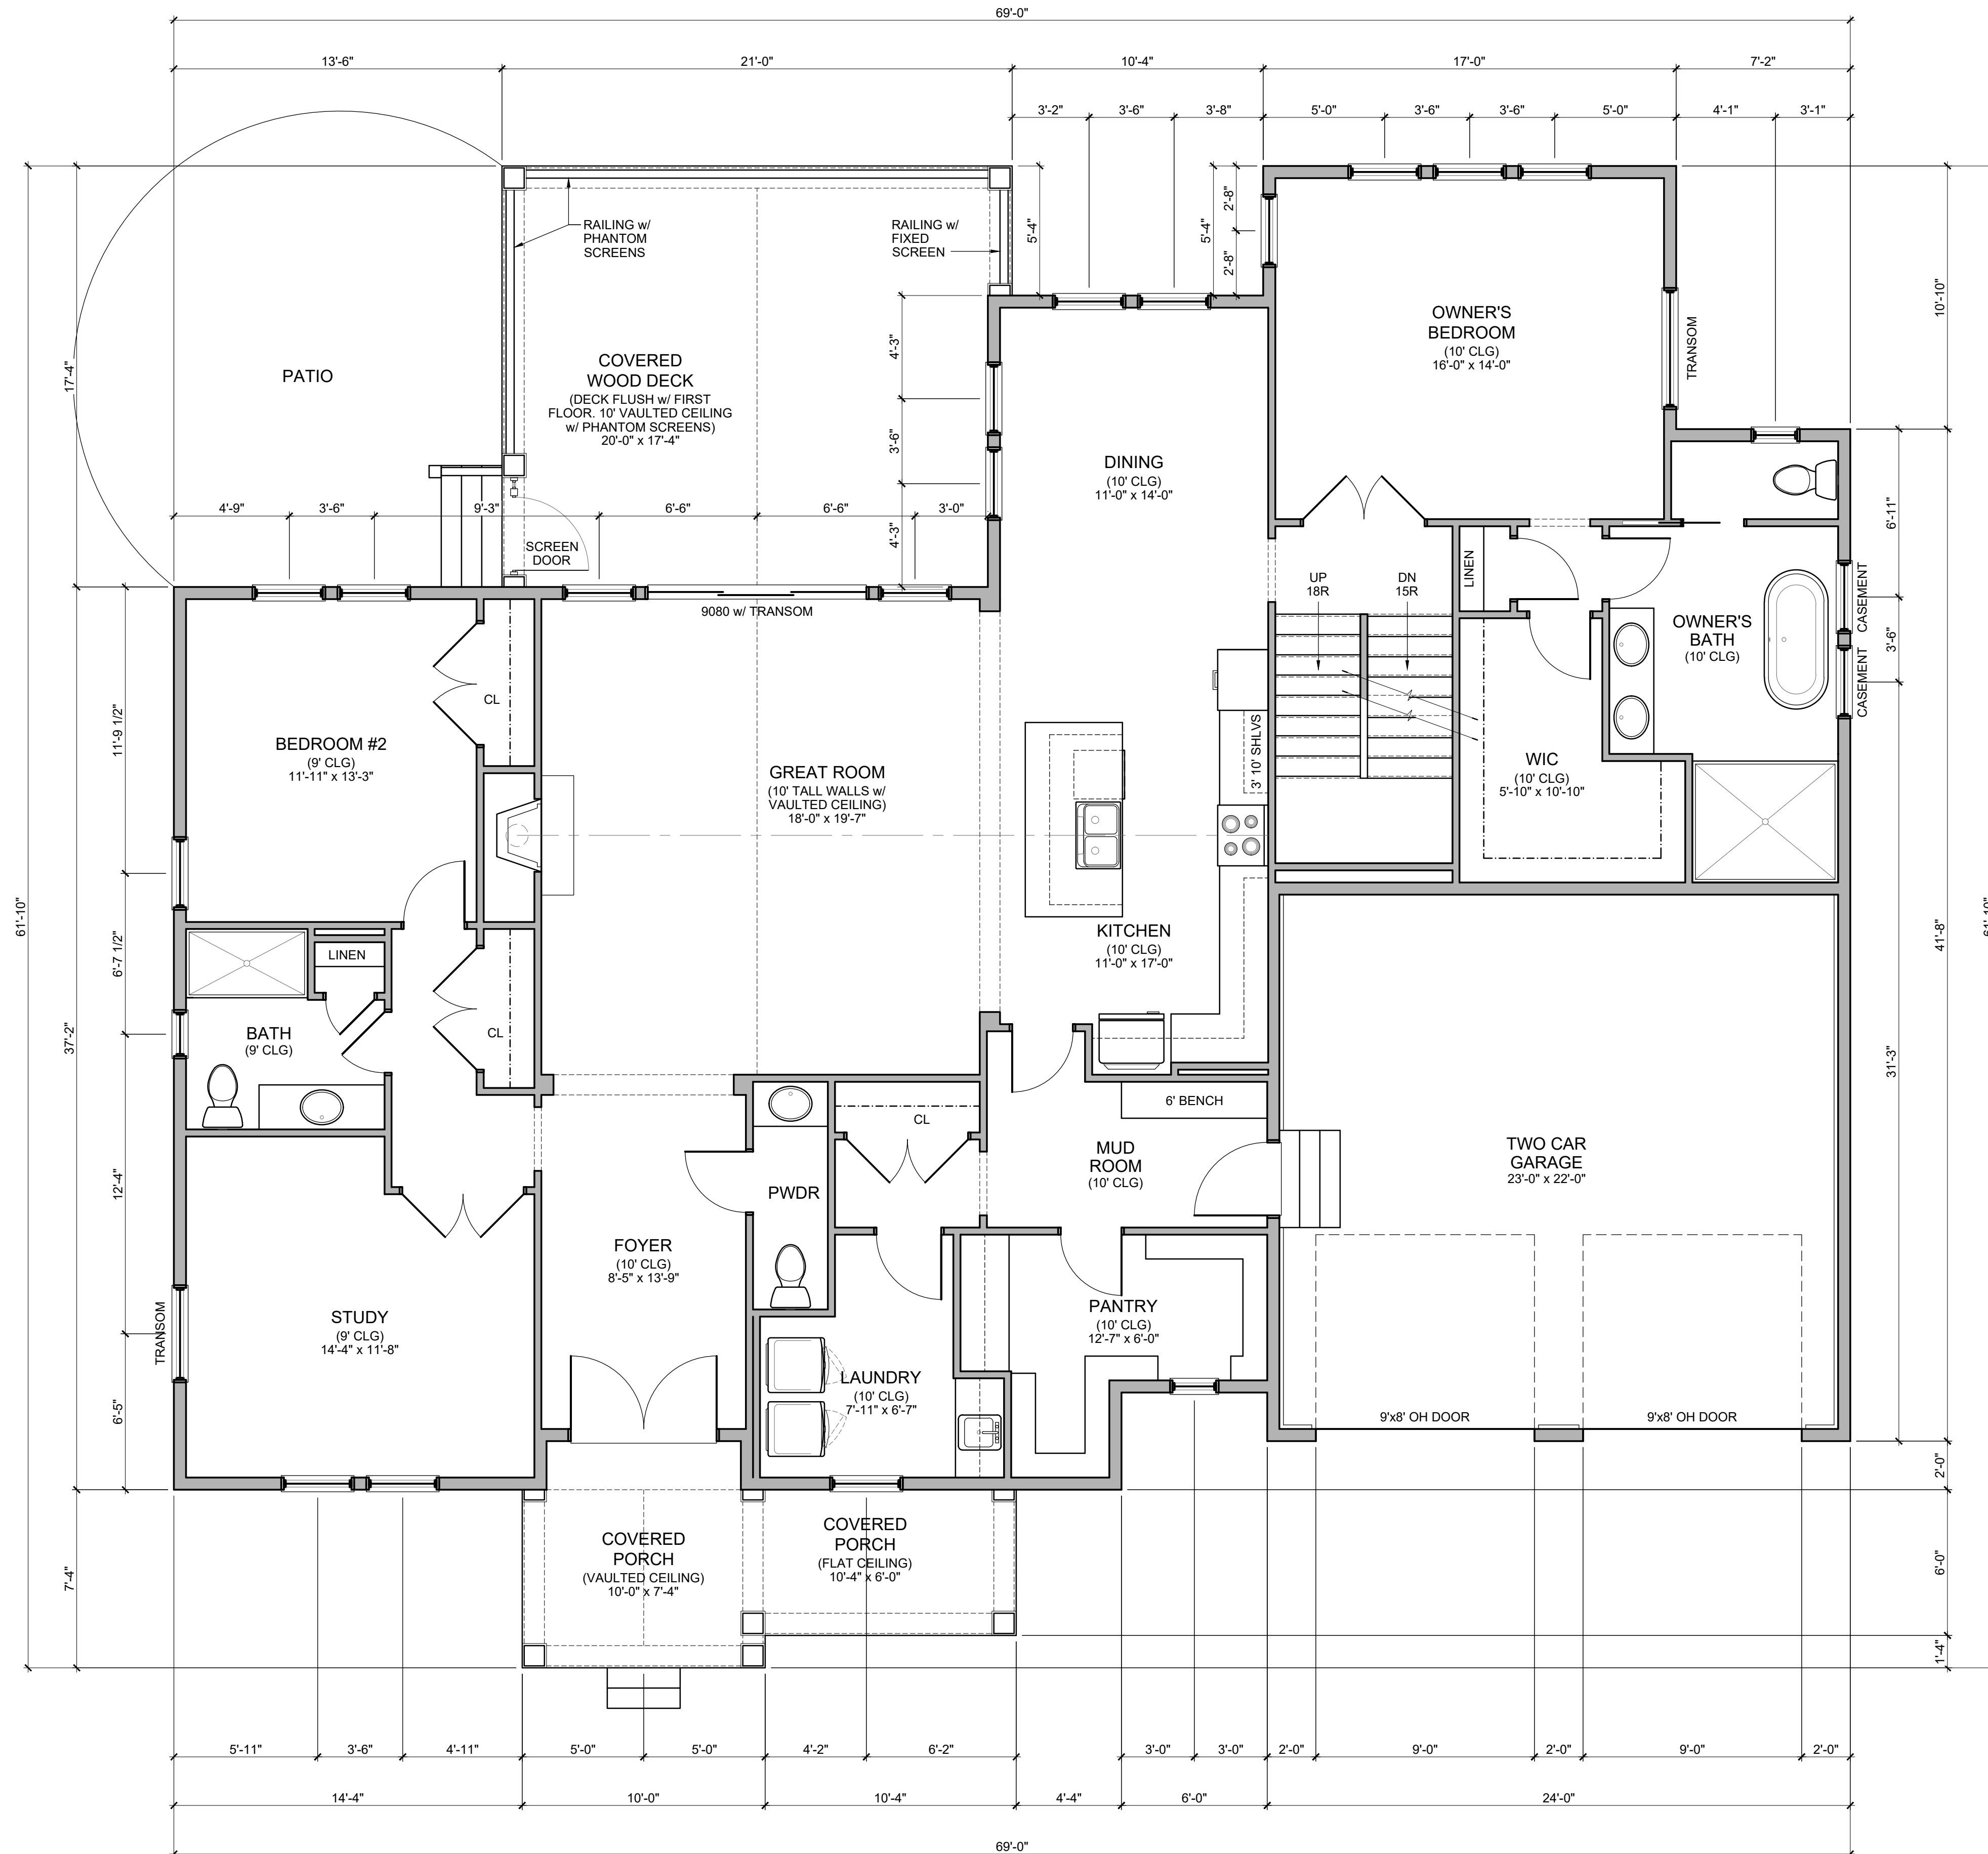 69'-0"
13'-6"
21'-0"
10'-4"
17'-0"
7'-2"
3'-2"
3'-6"
3'-8"
5'-0"
3'-6"
3'-6"
5'-0"
4'-1"
3'-1"
RAILING w/
PHANTOM
SCREENS
RAILING w/
FIXED
SCREEN
5'-4"
5'-4"
2'-8"
2'-8"
10'-10"
17'-4"
PATIO
COVERED
WOOD DECK
(DECK FLUSH w/ FIRST
FLOOR. 10' VAULTED CEILING
w/ PHANTOM SCREENS)
20'-0" x 17'-4"
4'-3"
3'-6"
4'-3"
OWNER'S
BEDROOM
(10' CLG)
16'-0" x 14'-0"
TRANSOM
DINING
(10' CLG)
11'-0" x 14'-0"
4'-9"
3'-6"
9'-3"
6'-6"
6'-6"
3'-0"
SCREEN
DOOR
9080 w/ TRANSOM
UP
18R
DN
15R
LINEN
6'-11"
CASEMENT
3'-6"
CASEMENT
OWNER'S
BATH
(10' CLG)
CL
11'-9 1/2"
BEDROOM #2
(9' CLG)
11'-11" x 13'-3"
GREAT ROOM
(10' TALL WALLS w/
VAULTED CEILING)
18'-0" x 19'-7"
3' 10' SHLVS
WIC
(10' CLG)
5'-10" x 10'-10"
61'-10"
61'-10"
KITCHEN
(10' CLG)
11'-0" x 17'-0"
41'-8"
6'-7 1/2"
LINEN
37'-2"
BATH
(9' CLG)
CL
31'-3"
6' BENCH
CL
MUD
ROOM
(10' CLG)
TWO CAR
GARAGE
23'-0" x 22'-0"
12'-4"
PWDR
FOYER
(10' CLG)
8'-5" x 13'-9"
TRANSOM
STUDY
(9' CLG)
14'-4" x 11'-8"
PANTRY
(10' CLG)
12'-7" x 6'-0"
LAUNDRY
(10' CLG)
7'-11" x 6'-7"
6'-5"
9'x8' OH DOOR
9'x8' OH DOOR
2'-0"
COVERED
PORCH
(VAULTED CEILING)
10'-0" x 7'-4"
COVERED
PORCH
(FLAT CEILING)
10'-4" x 6'-0"
7'-4"
6'-0"
1'-4"
5'-11"
3'-6"
4'-11"
5'-0"
5'-0"
4'-2"
6'-2"
3'-0"
3'-0"
2'-0"
9'-0"
2'-0"
9'-0"
2'-0"
14'-4"
10'-0"
10'-4"
4'-4"
6'-0"
24'-0"
69'-0"